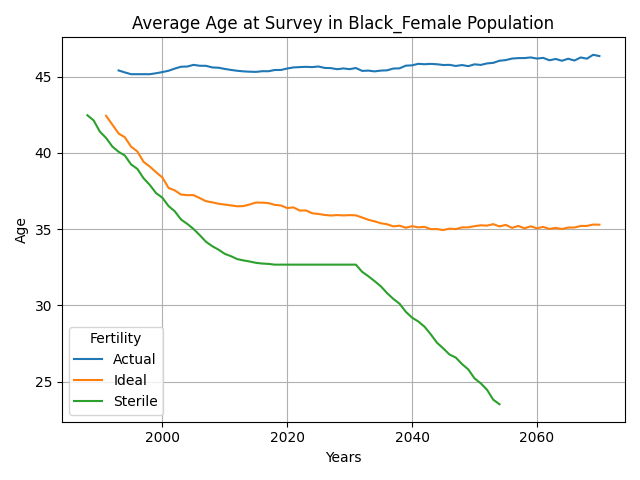 Average Age at Survey in Black_Female Population
Age
45
40
35
30
25
Fertility
Actual
Ideal
Sterile
2000 2020 2040 2060
Years